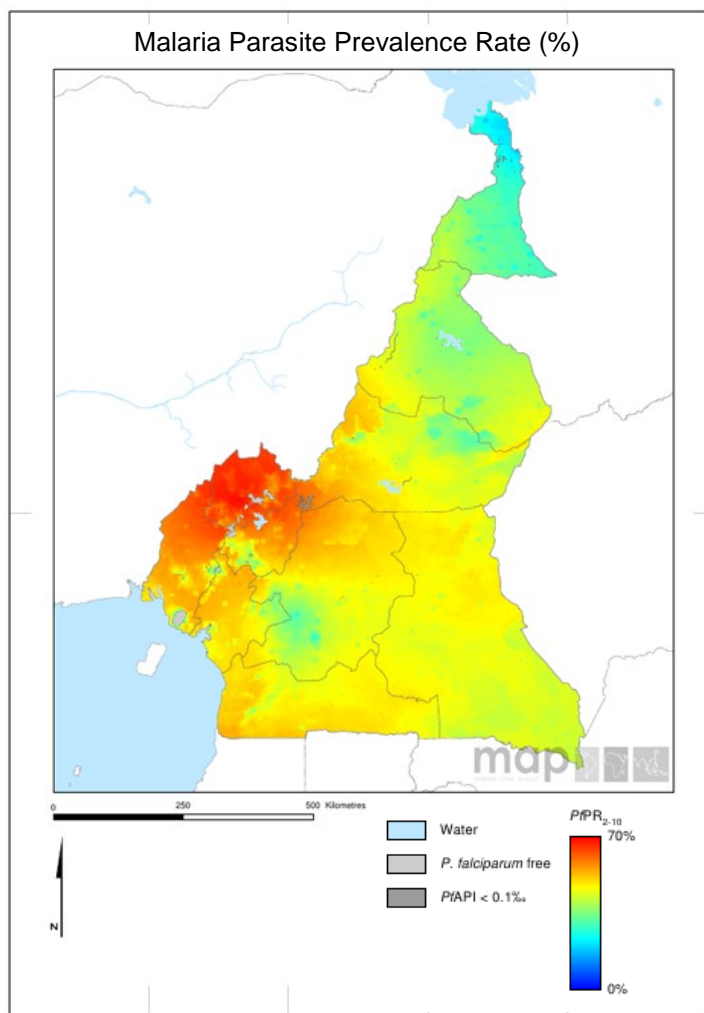 Malaria Parasite Prevalence Rate (%)
map
0 250 500 Kilometres
N
Water
P. falciparum free
PfAPI < 0.1‰
PfPR2-10
70%
0%